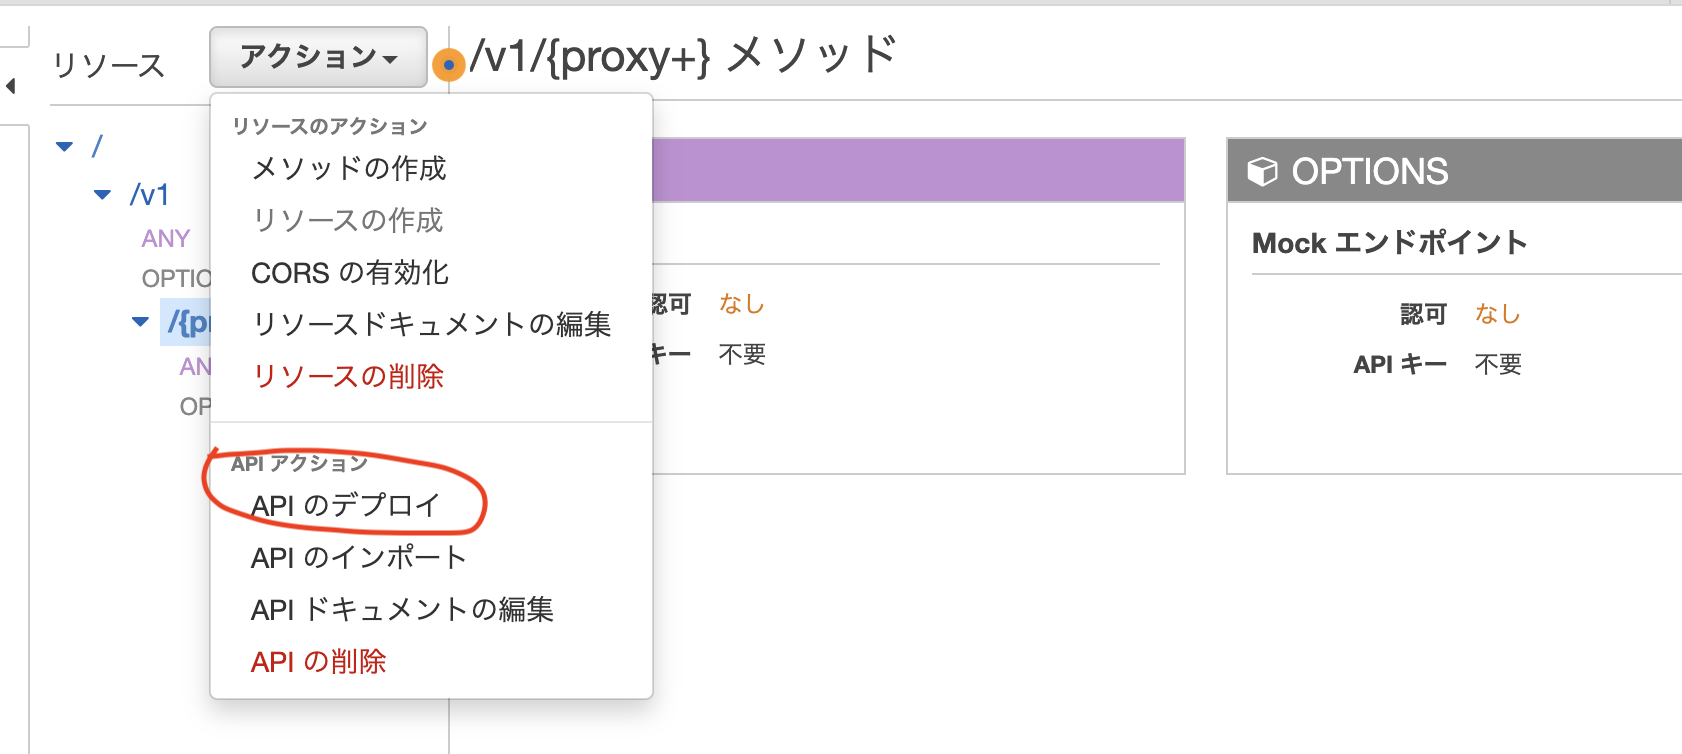 リソース
アクション
/v1/{proxy+} メソッド
/
/v1
ANY
OPTIO
/{pr
AN
OP
リソースのアクション
メソッドの作成
リソースの作成
CORS の有効化
リソースドキュメントの編集
リソースの削除
API アクション
API のデプロイ
API のインポート
API ドキュメントの編集
API の削除
認可 なし
キー 不要
OPTIONS
Mock エンドポイント
認可 なし
API キー 不要